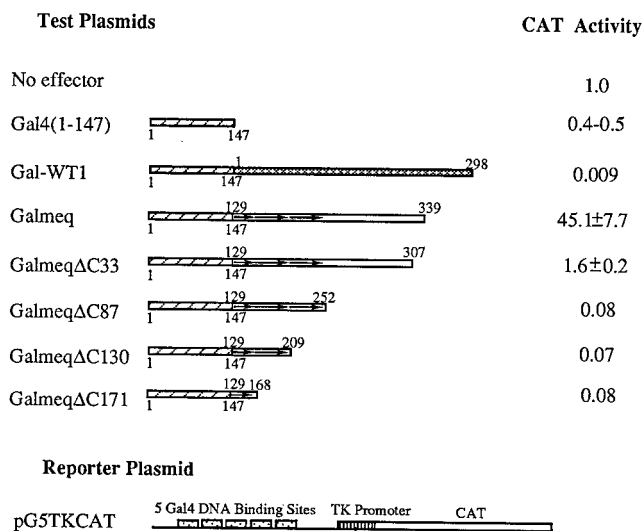 Test Plasmids CAT Activity
No effector 1.0
Gal4(1-147) 0.4-0.5
1 147
Gal-WT1 1 298 0.009
1 147
Galmeq 129 339 45.1±7.7
1 147
GalmeqΔC33 129 307 1.6±0.2
1 147
GalmeqΔC87 129 252 0.08
1 147
GalmeqΔC130 129 209 0.07
1 147
GalmeqΔC171 129 168 0.08
1 147
Reporter Plasmid
pG5TKCAT 5 Gal4 DNA Binding Sites TK Promoter CAT